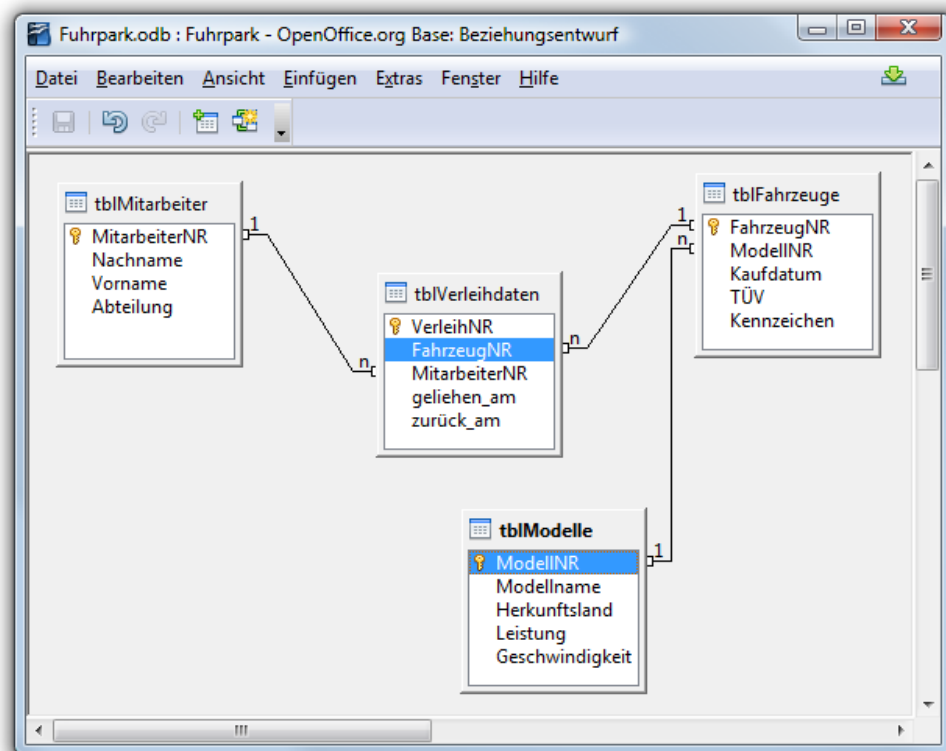 Fuhrpark.odb : Fuhrpark - OpenOffice.org Base: Beziehungsentwurf
Datei Bearbeiten Ansicht Einfügen Extras Fenster Hilfe
tblMitarbeiter
MitarbeiterNR
Nachname
Vorname
Abteilung
1
n
tblVerleihdaten
VerleihNR
FahrzeugNR
MitarbeiterNR
geliehen_am
zurück_am
n
1
n
tblFahrzeuge
FahrzeugNR
ModellNR
Kaufdatum
TÜV
Kennzeichen
tblModelle
ModellNR
Modellname
Herkunftsland
Leistung
Geschwindigkeit
1